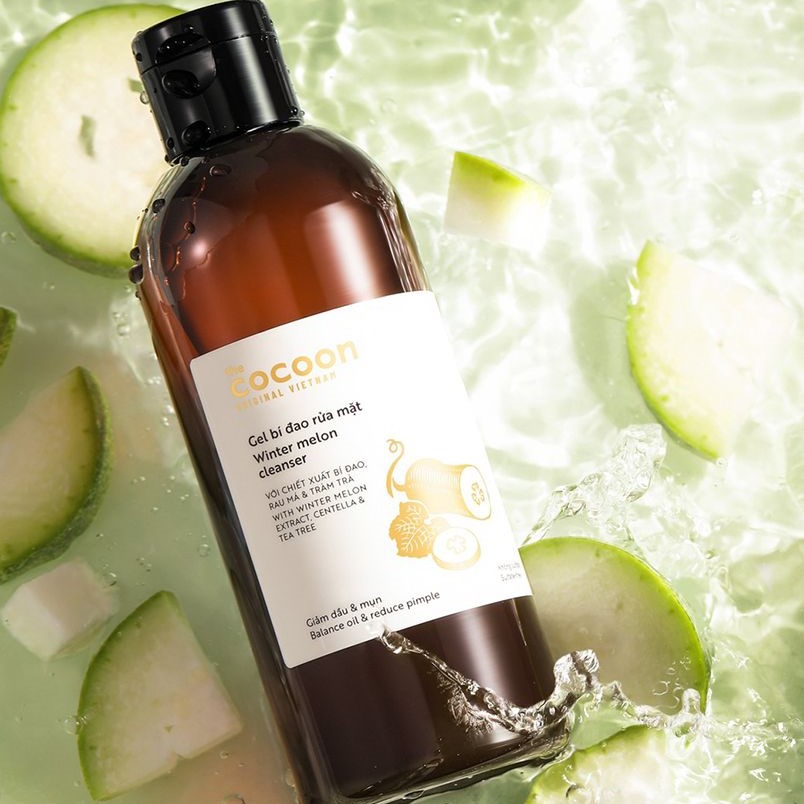 the
cocoon
ORIGINAL VIETNAM
Gel bí đao rửa mặt
Winter melon
cleanser
VỚI CHIẾT XUẤT BÍ ĐAO,
RAU MÁ & TRÀM TRÀ
WITH WINTER MELON
EXTRACT, CENTELLA &
TEA TREE
Giảm dầu & mụn
Balance oil & reduce pimple